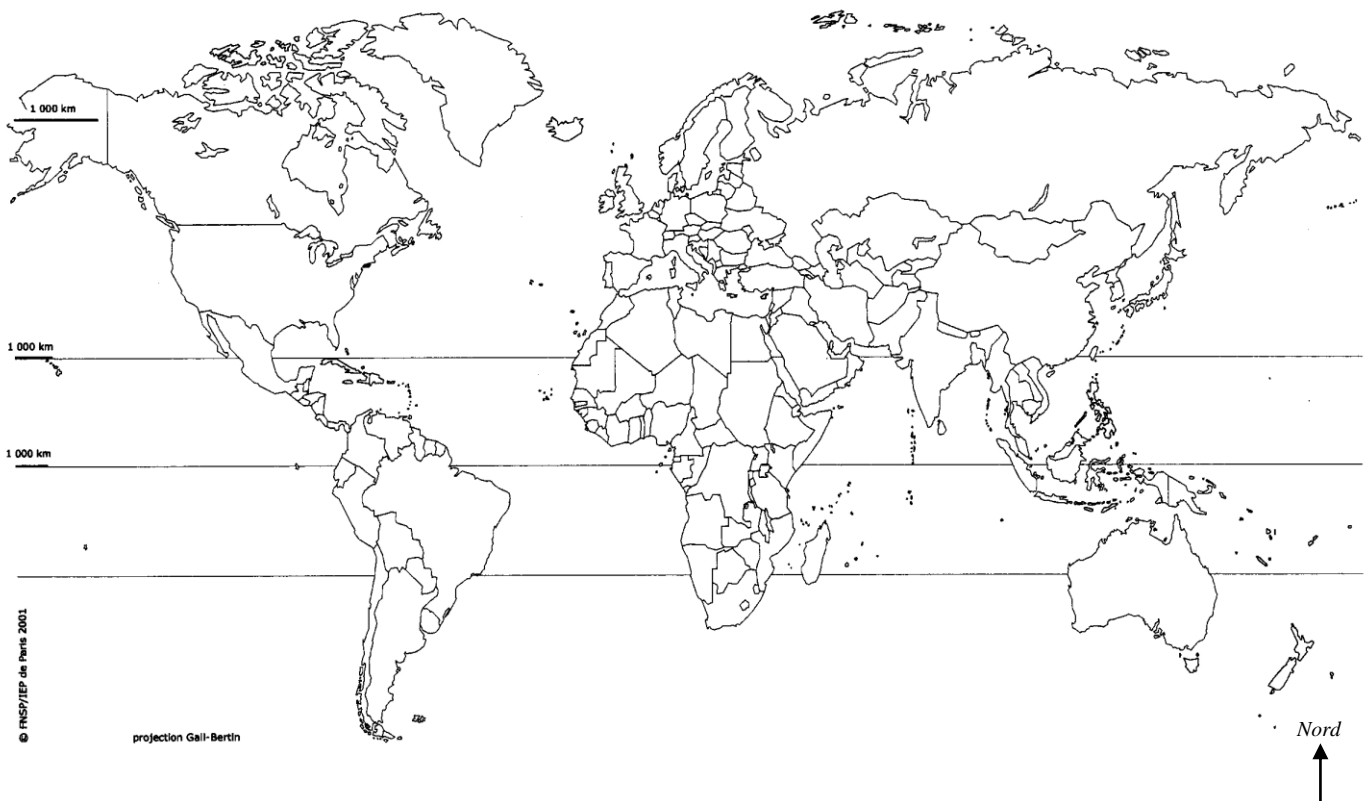 1 000 km
1 000 km
1 000 km
© FNSP/IEP de Paris 2001
projection Gall-Bertin
Nord